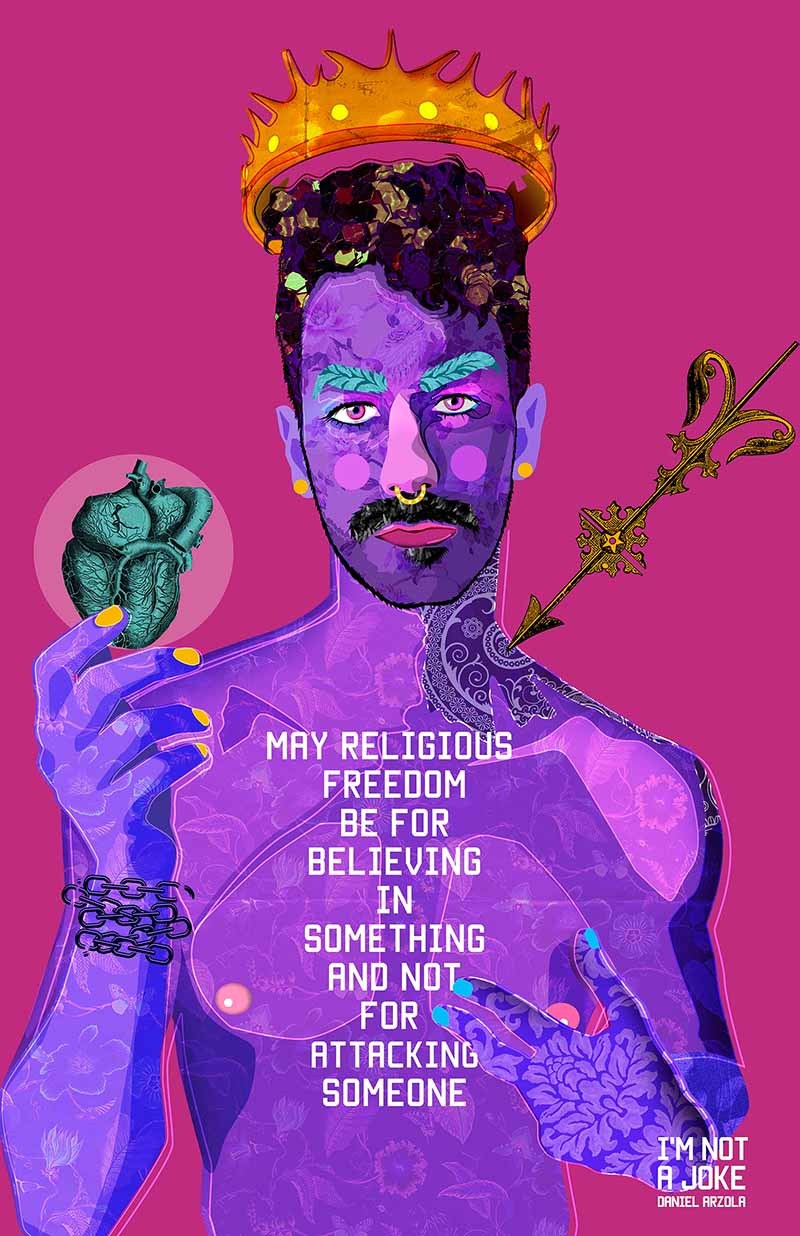 MAY RELIGIOUS
FREEDOM
BE FOR
BELIEVING
IN
SOMETHING
AND NOT
FOR
ATTACKING
SOMEONE
I'M NOT
A JOKE
DANIEL ARZOLA